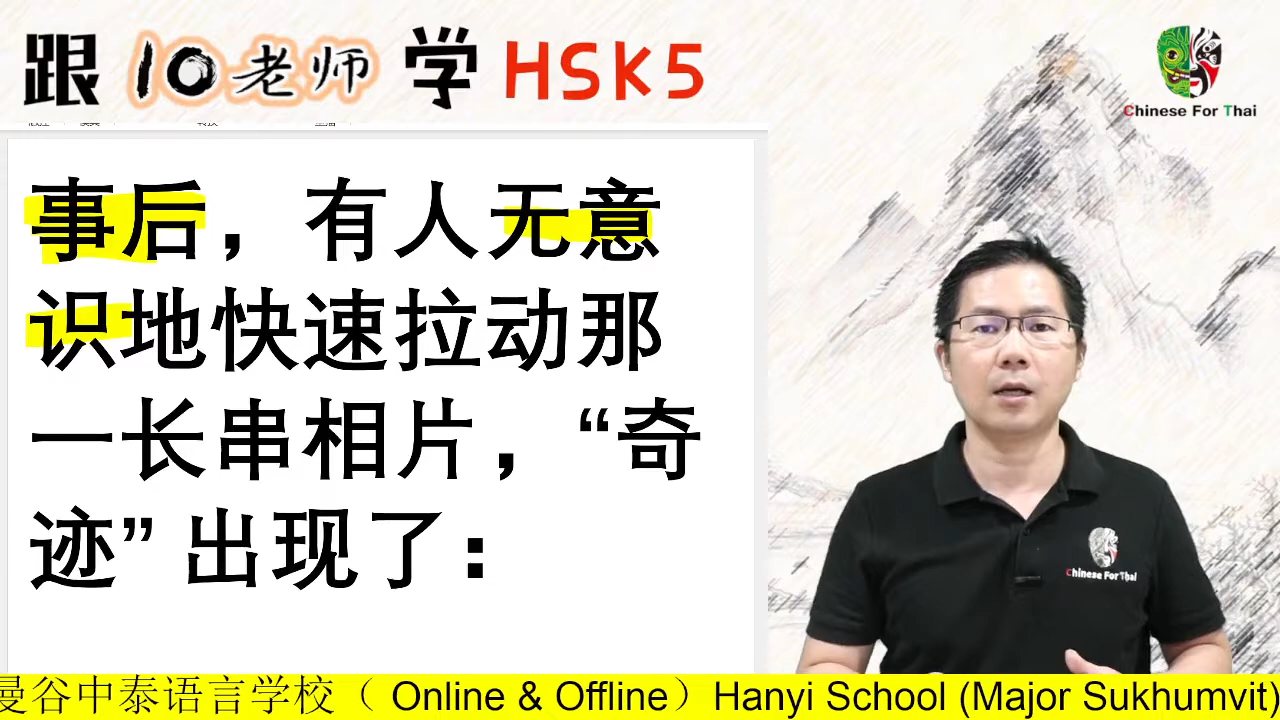 跟10老师学HSK5
Chinese For Thai
事后，有人无意
识地快速拉动那
一长串相片，“奇
迹”出现了：
Chinese For Thai
曼谷中泰语言学校（ Online & Offline）Hanyi School (Major Sukhumvit)